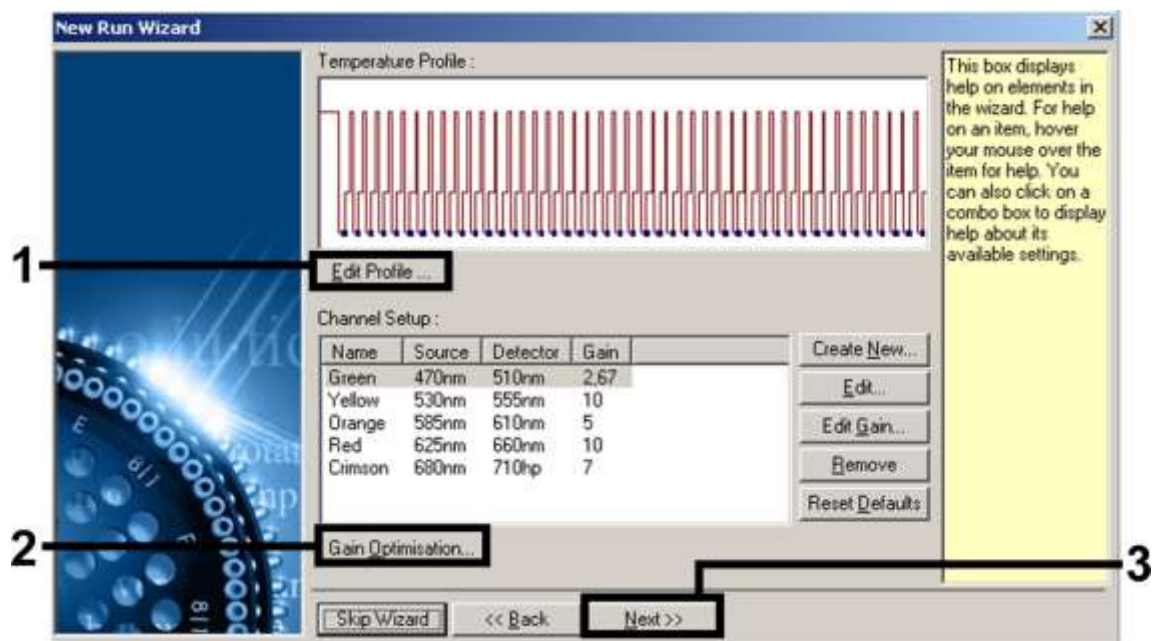 New Run Wizard
Temperature Profile :
This box displays
help on elements in
the wizard. For help
on an item, hover
your mouse over the
item for help. You
can also click on a
combo box to display
help about its
available settings.
1
Edit Profile ...
Channel Setup :
Name Source Detector Gain
Green 470nm 510nm 2,67
Yellow 530nm 555nm 10
Orange 585nm 610nm 5
Red 625nm 660nm 10
Crimson 680nm 710hp 7
Create New...
Edit...
Edit Gain...
Remove
Reset Defaults
2
Gain Optimisation...
3
Skip Wizard
<< Back
Next >>